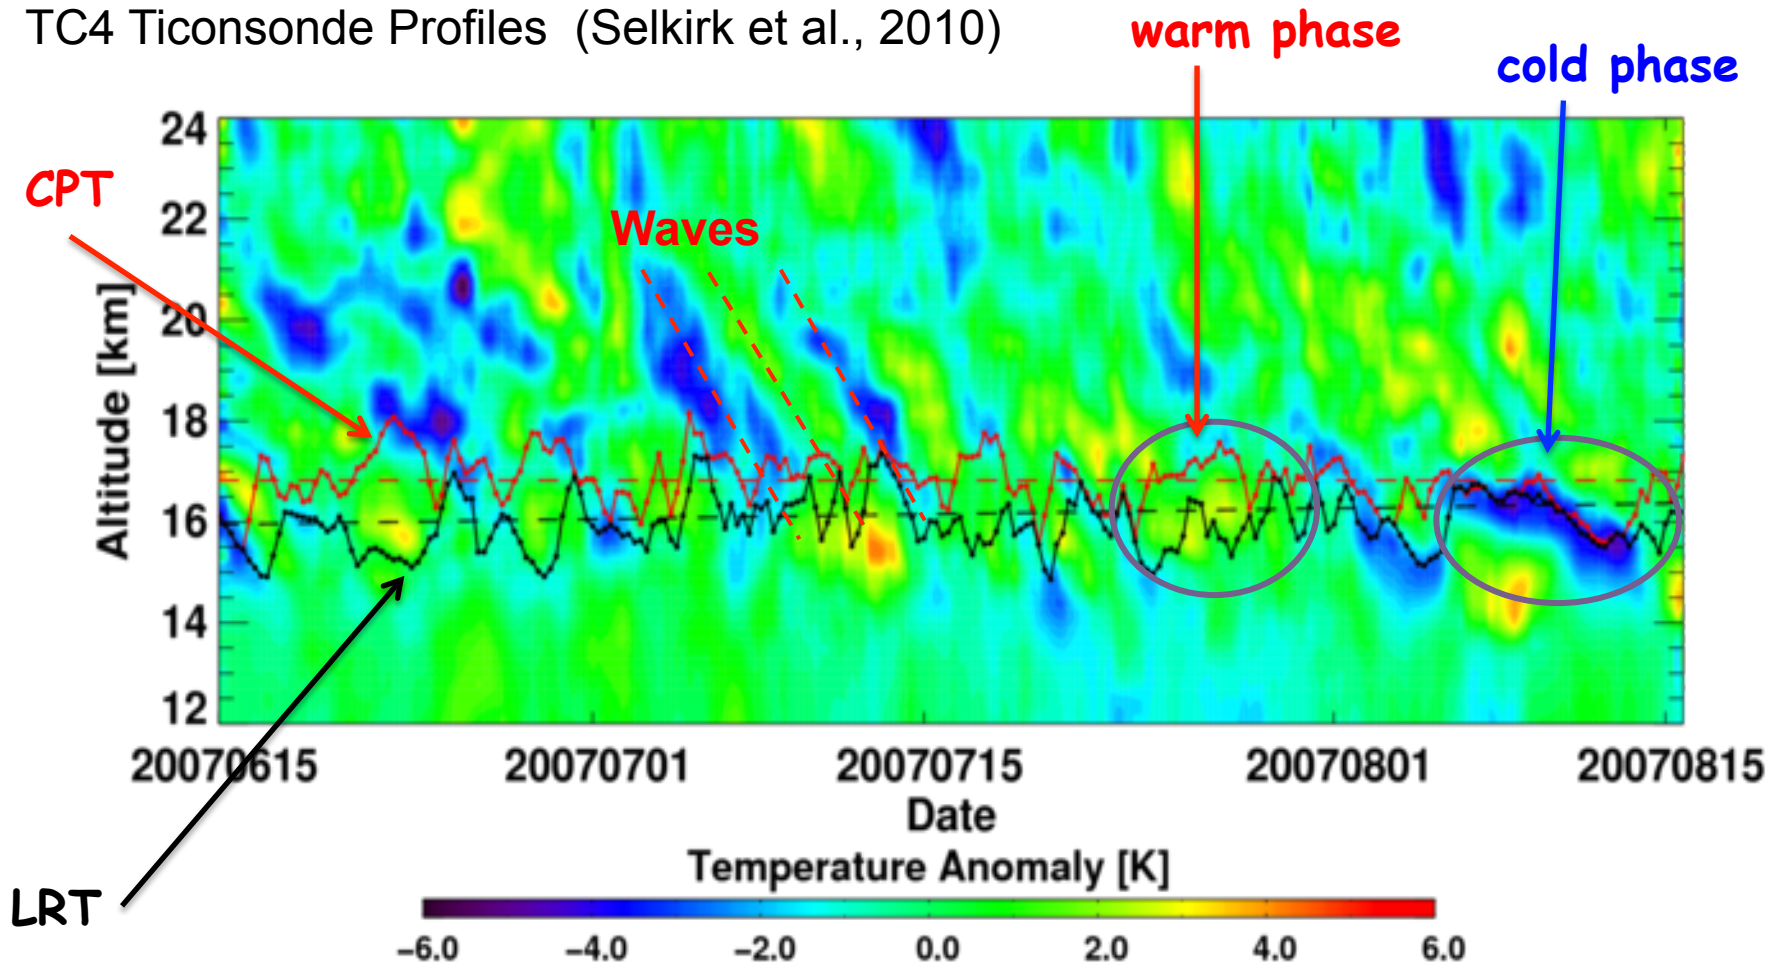 TC4 Ticonsonde Profiles (Selkirk et al., 2010)
warm phase
cold phase
CPT
Waves
LRT
Altitude [km]
24
22
20
18
16
14
12
20070615 20070701 20070715 20070801 20070815
Date
Temperature Anomaly [K]
−6.0 −4.0 −2.0 0.0 2.0 4.0 6.0